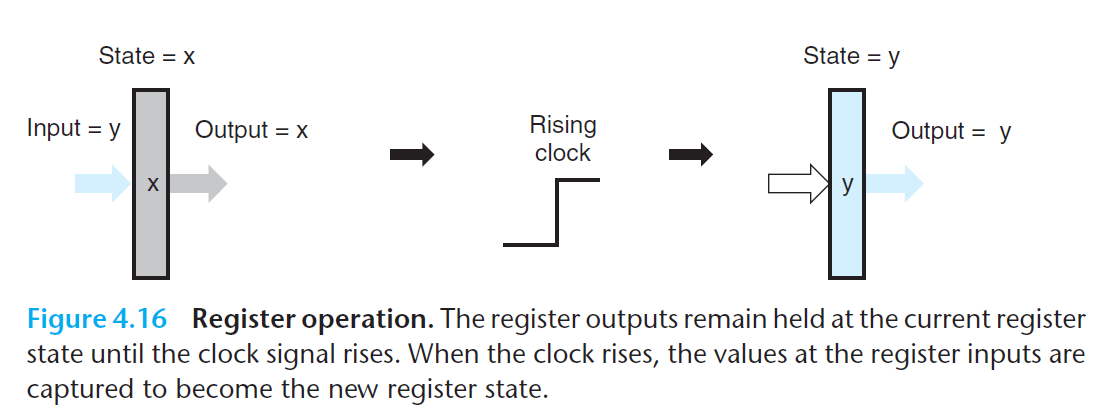 State = x
State = y
Input = y
Output = x
Rising
clock
Output = y
x
y
Figure 4.16 Register operation. The register outputs remain held at the current register
state until the clock signal rises. When the clock rises, the values at the register inputs are
captured to become the new register state.